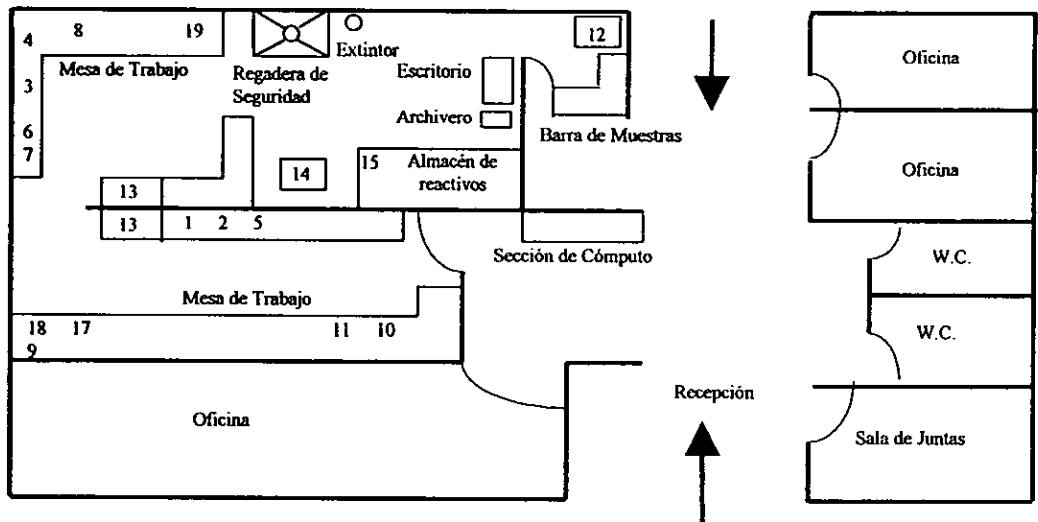 4 8 19
Extintor
12
Oficina
Mesa de Trabajo
Regadera de
Seguridad
Escritorio
3
Archivero
Barra de Muestras
6
7
15 Almacén de
reactivos
14
Oficina
13
13 1 2 5
Sección de Cómputo
W.C.
Mesa de Trabajo
18 17 11 10
9
W.C.
Recepción
Oficina
Sala de Juntas